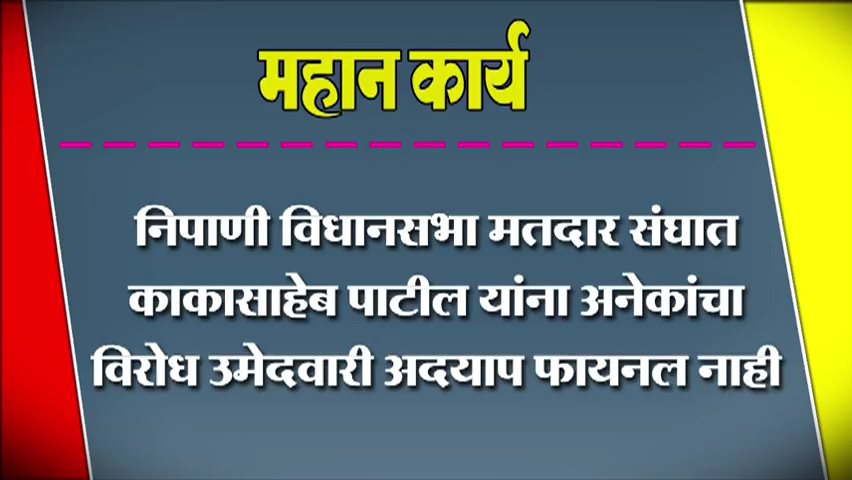 महान कार्य
निपाणी विधानसभा मतदार संघात
काकासाहेब पाटील यांना अनेकांचा
विरोध उमेदवारी अदयाप फायनल नाही